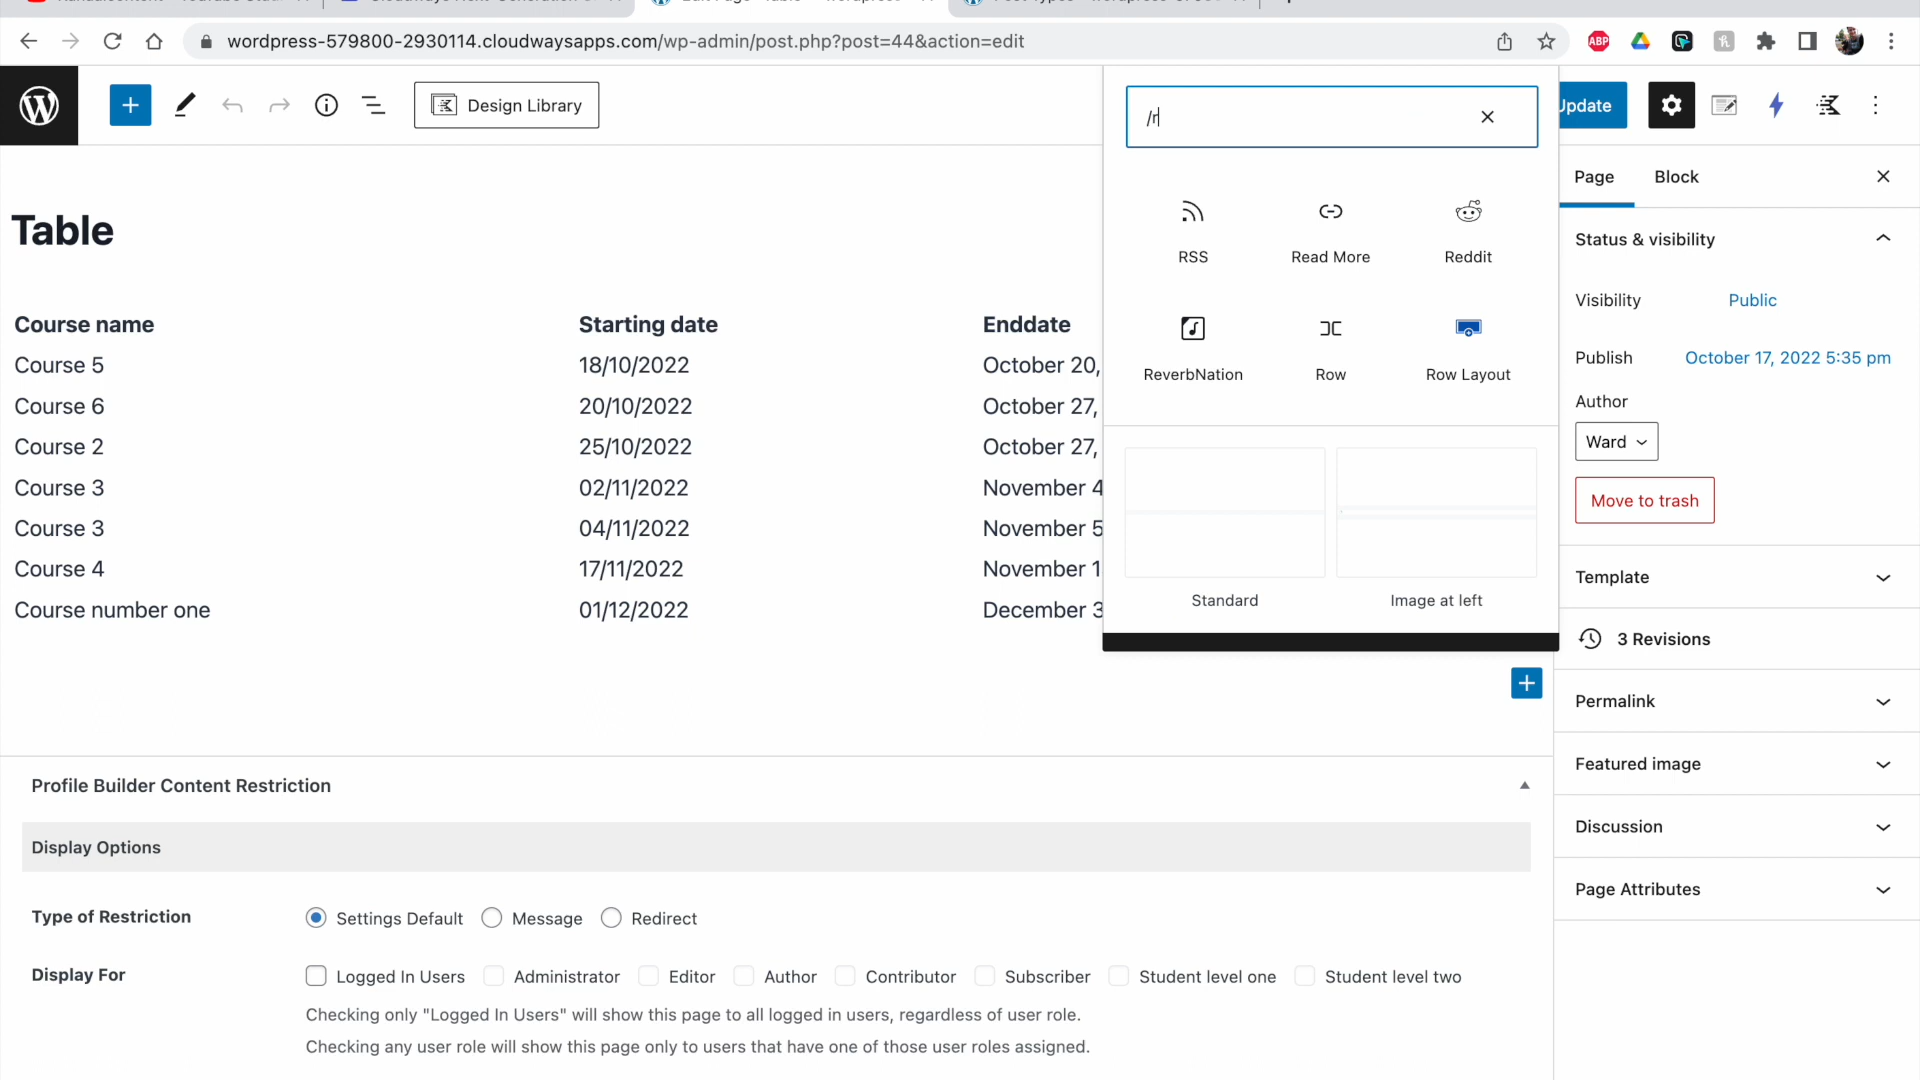 wordpress-579800-2930114.cloudwaysapps.com/wp-admin/post.php?post=44&action=edit
Design Library
/r
Update
Page
Block
Table
Course name
Starting date
Enddate
Course 5
18/10/2022
October 20,
Course 6
20/10/2022
October 27,
Course 2
25/10/2022
October 27,
Course 3
02/11/2022
November 4
Course 3
04/11/2022
November 5
Course 4
17/11/2022
November 1
Course number one
01/12/2022
December 3
RSS
Read More
Reddit
ReverbNation
Row
Row Layout
Standard
Image at left
Status & visibility
Visibility
Public
Publish
October 17, 2022 5:35 pm
Author
Ward
Move to trash
Template
3 Revisions
Permalink
Featured image
Discussion
Page Attributes
Profile Builder Content Restriction
Display Options
Type of Restriction
Settings Default
Message
Redirect
Display For
Logged In Users
Administrator
Editor
Author
Contributor
Subscriber
Student level one
Student level two
Checking only "Logged In Users" will show this page to all logged in users, regardless of user role.
Checking any user role will show this page only to users that have one of those user roles assigned.
ABP